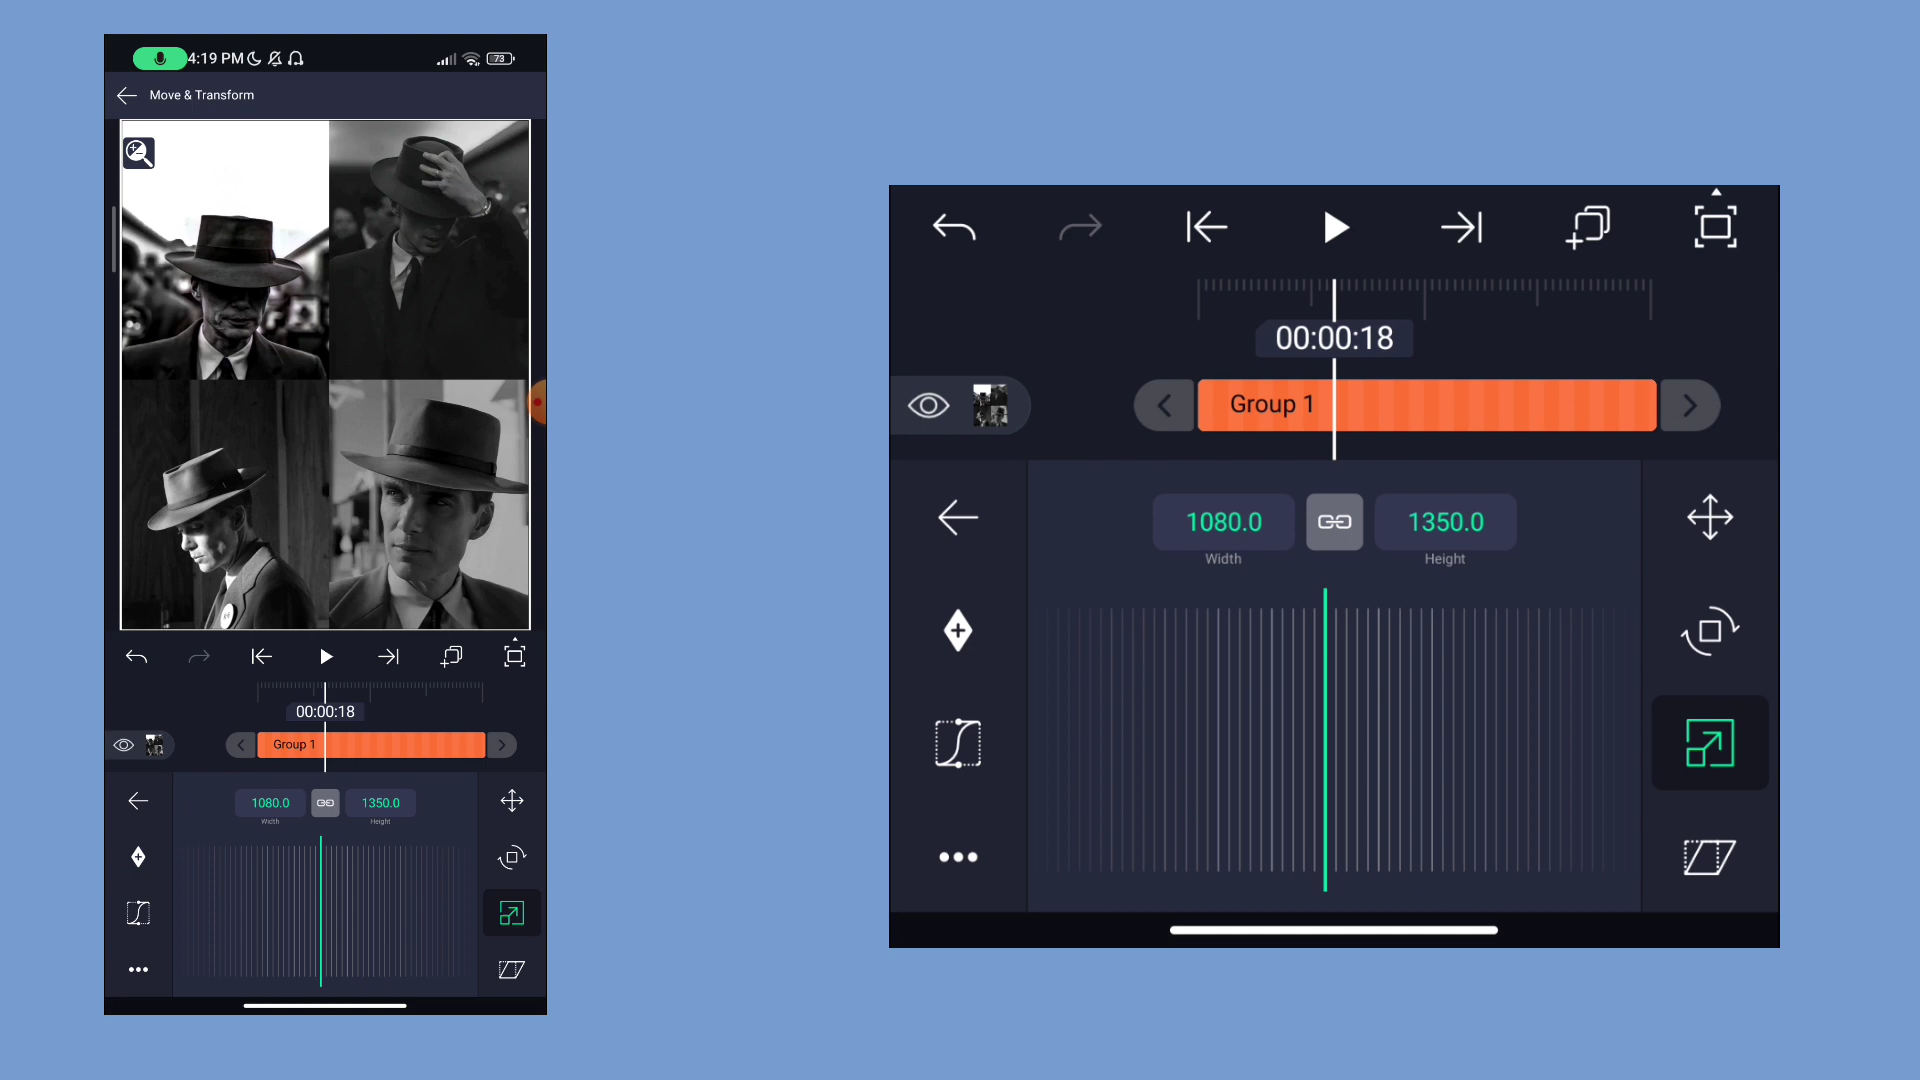 4:19 PM
73
Move & Transform
00:00:18
Group 1
1080.0
1350.0
Width
Height
00:00:18
Group 1
1080.0
1350.0
Width
Height